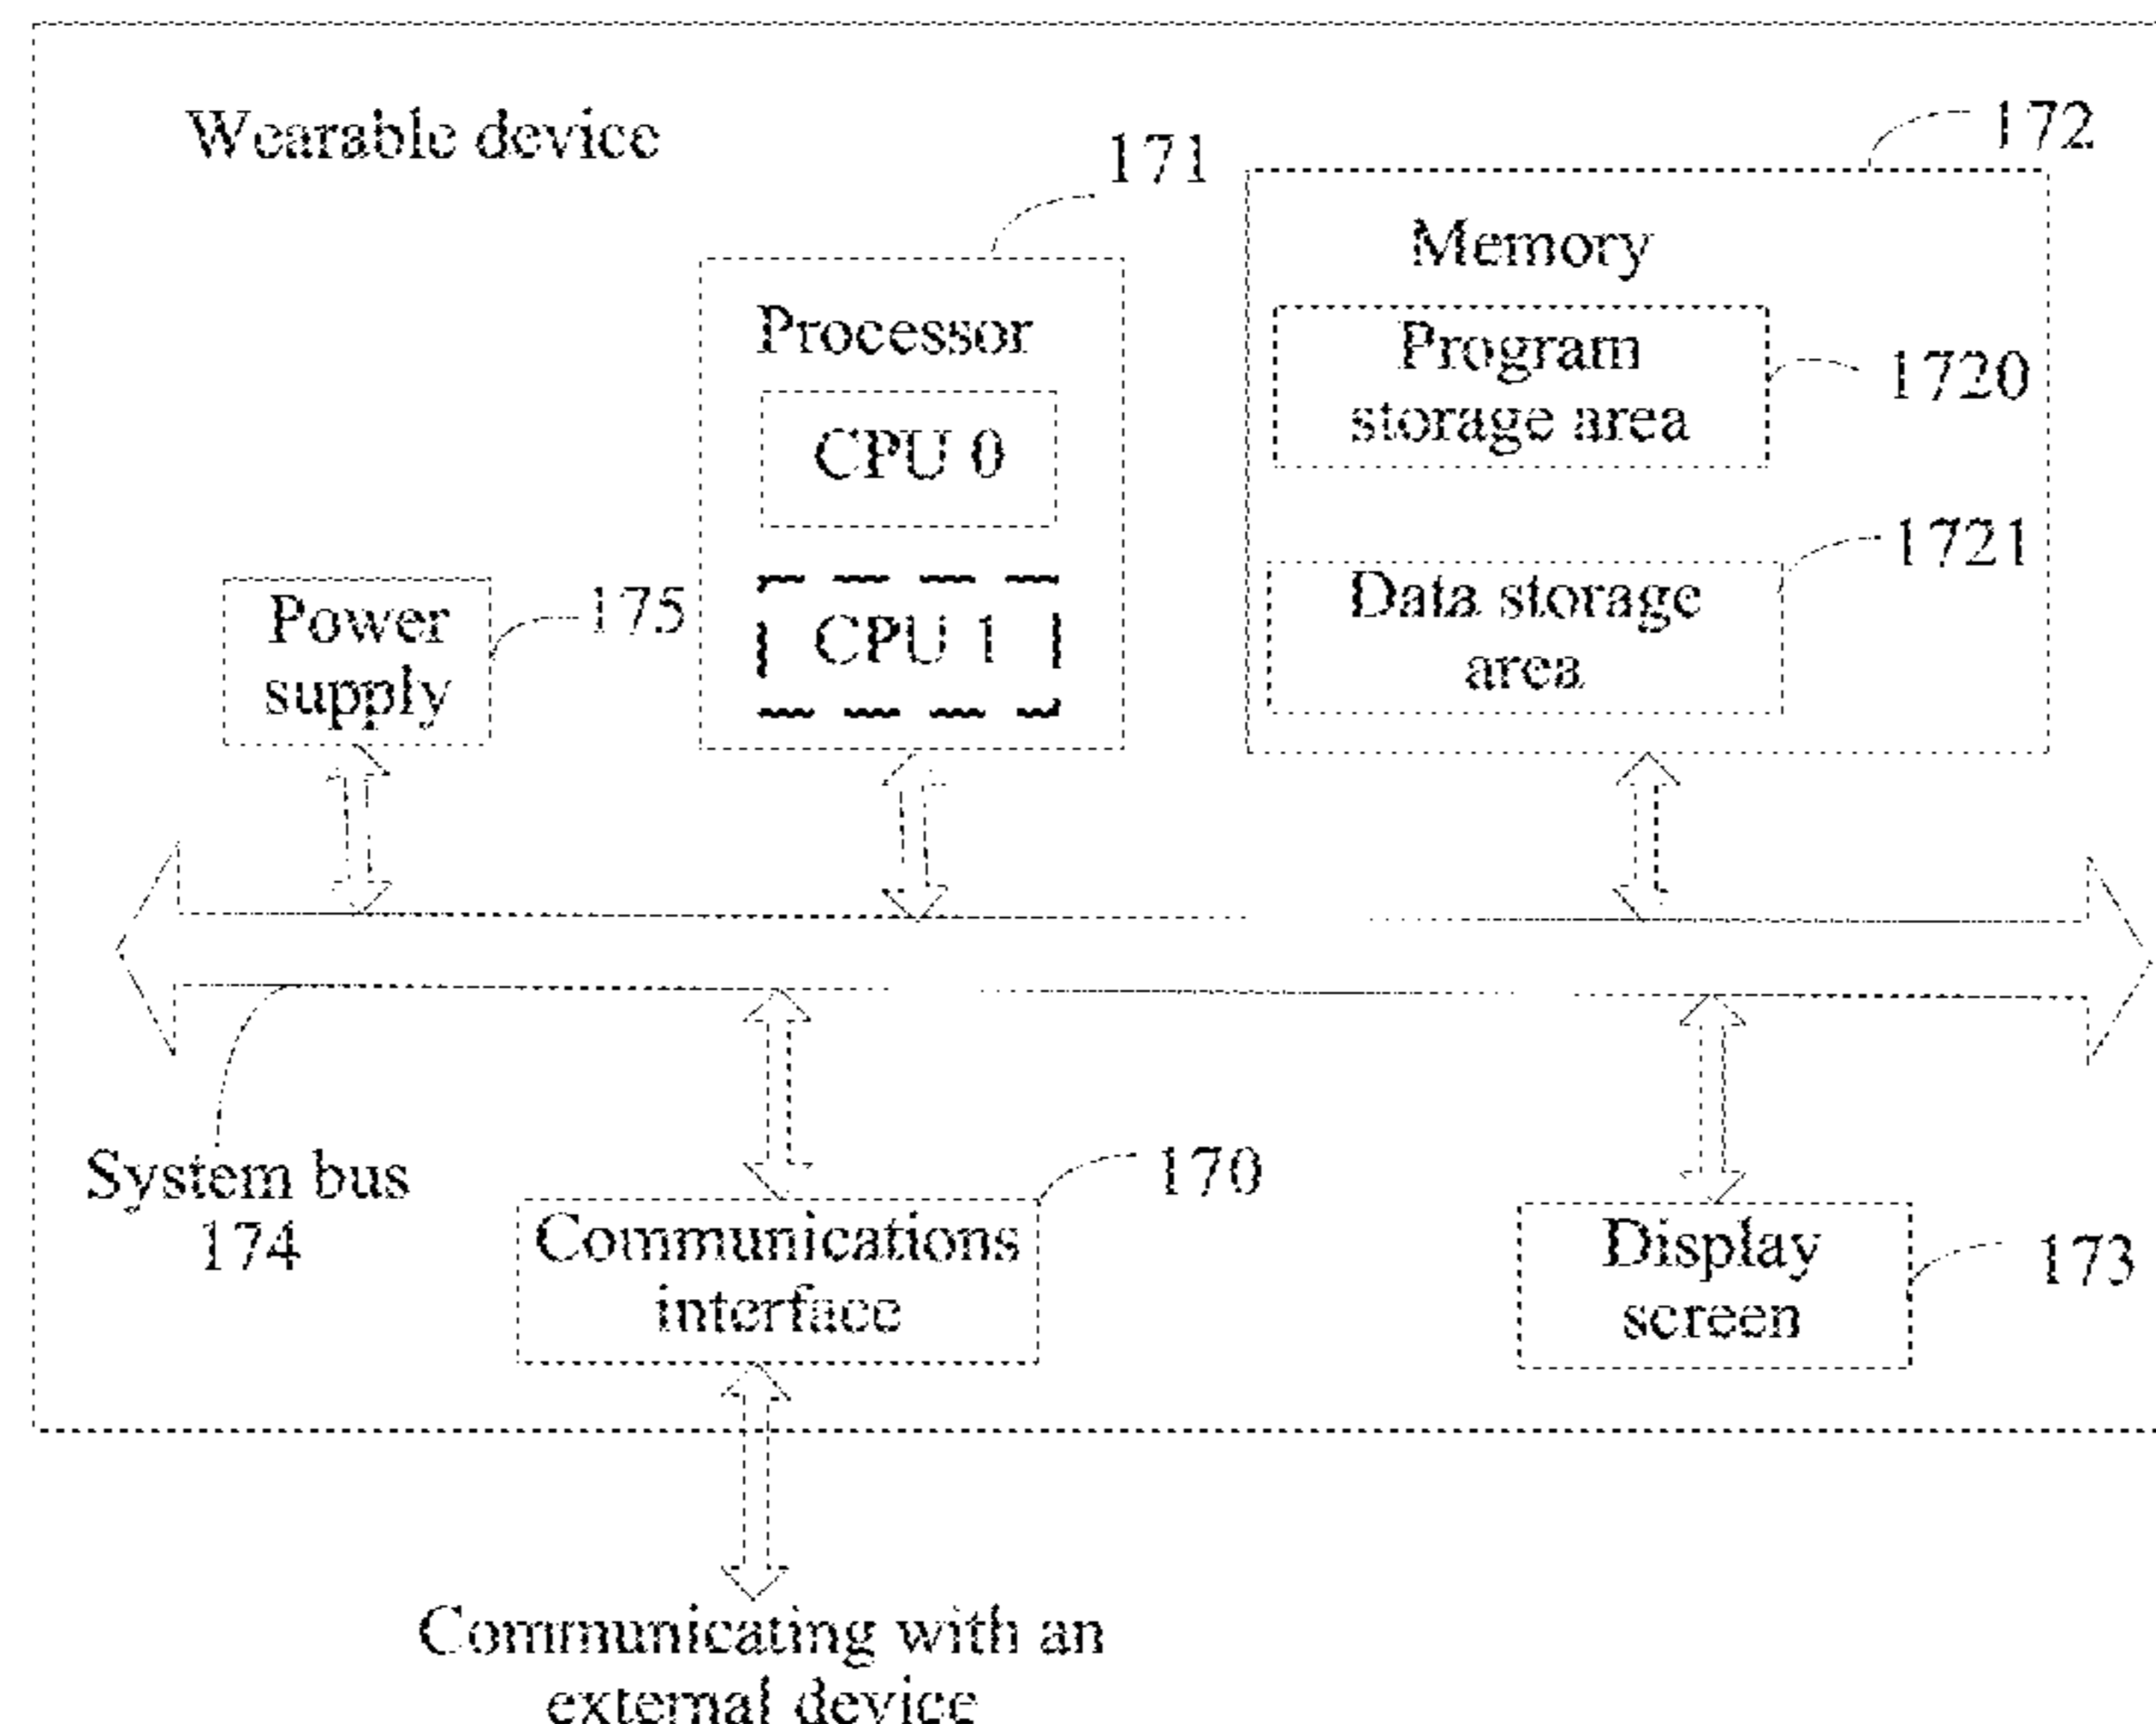 Wearable device
171
172
Memory
Processor
Program
storage area
1720
CPU 0
1721
Data storage
area
Power
supply
175
CPU 1
System bus
174
170
Communications
interface
Display
screen
173
Communicating with an
external device